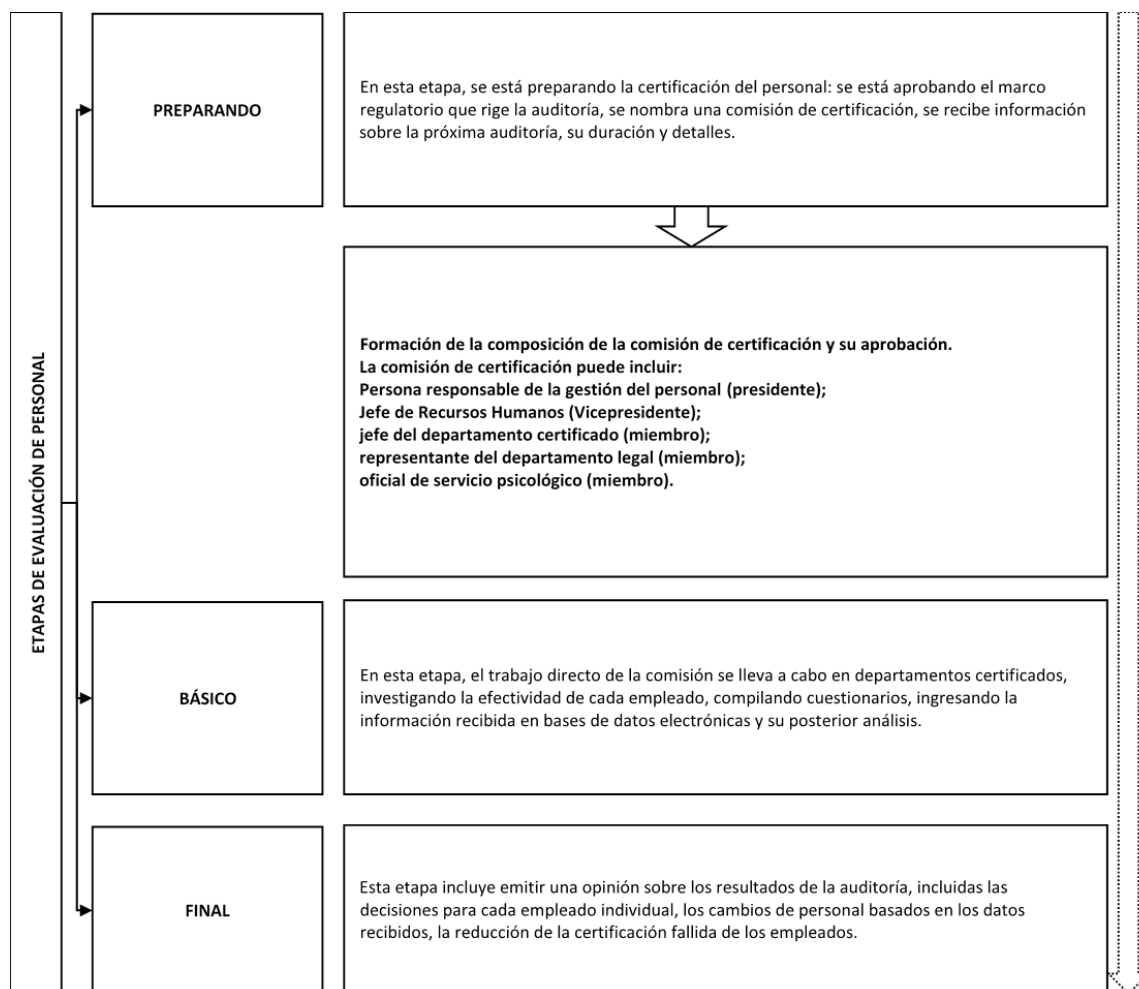 ETAPAS DE EVALUACIÓN DE PERSONAL
PREPARANDO
En esta etapa, se está preparando la certificación del personal: se está aprobando el marco
regulatorio que rige la auditoría, se nombra una comisión de certificación, se recibe información
sobre la próxima auditoría, su duración y detalles.
Formación de la composición de la comisión de certificación y su aprobación.
La comisión de certificación puede incluir:
Persona responsable de la gestión del personal (presidente);
Jefe de Recursos Humanos (Vicepresidente);
jefe del departamento certificado (miembro);
representante del departamento legal (miembro);
oficial de servicio psicológico (miembro).
BÁSICO
En esta etapa, el trabajo directo de la comisión se lleva a cabo en departamentos certificados,
investigando la efectividad de cada empleado, compilando cuestionarios, ingresando la
información recibida en bases de datos electrónicas y su posterior análisis.
FINAL
Esta etapa incluye emitir una opinión sobre los resultados de la auditoría, incluidas las
decisiones para cada empleado individual, los cambios de personal basados en los datos
recibidos, la reducción de la certificación fallida de los empleados.